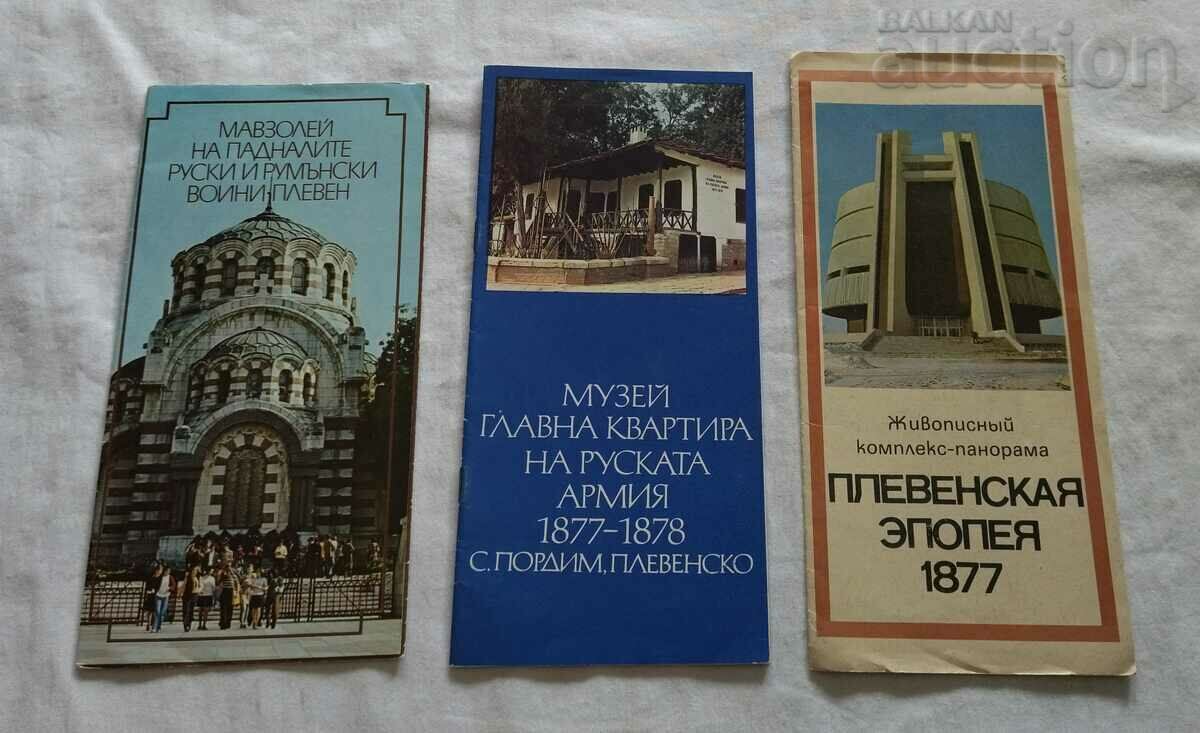 BALKAN
auction
МАВЗОЛЕЙ
НА ПАДНАЛИТЕ
РУСКИ И РУМЪНСКИ
ВОИНИ-ПЛЕВЕН
МУЗЕЙ
ГЛАВНА КВАРТИРА
НА РУСКАТА
АРМИЯ
1877-1878
С. ПОРДИМ, ПЛЕВЕНСКО
Живописный
комплекс-панорама
ПЛЕВЕНСКАЯ
ЭПОПЕЯ
1877